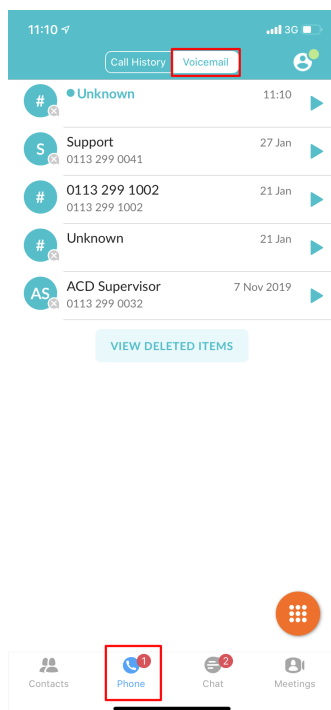 11:10 3G
Call History Voicemail
# Unknown 11:10
S Support 27 Jan
0113 299 0041
# 0113 299 1002 21 Jan
0113 299 1002
# Unknown 21 Jan
AS ACD Supervisor 7 Nov 2019
0113 299 0032
VIEW DELETED ITEMS
1 2
Contacts Phone Chat Meetings